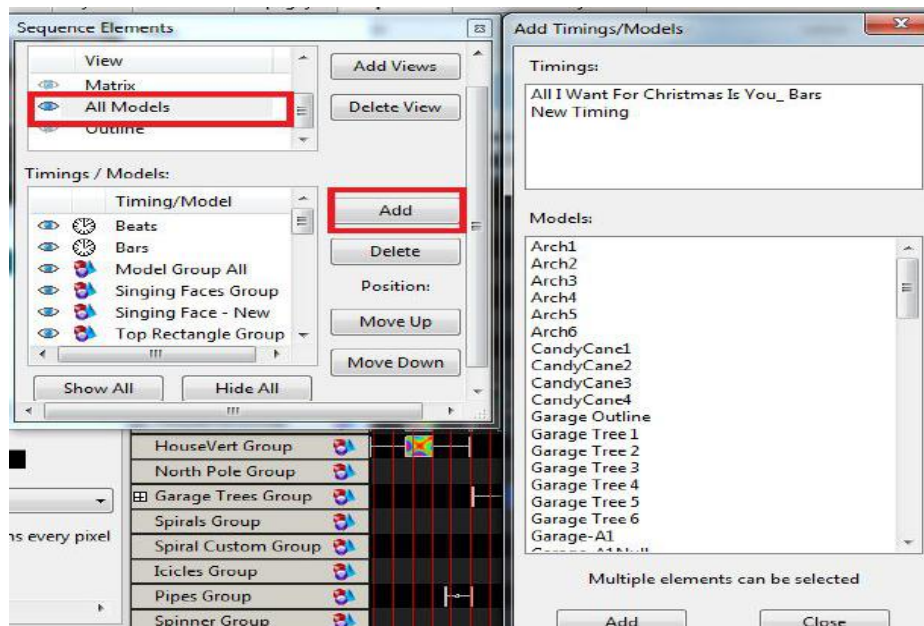 Sequence Elements
View
Matrix
All Models
Outline
Add Views
Delete View
Timings / Models:
Timing/Model
Beats
Bars
Model Group All
Singing Faces Group
Singing Face - New
Top Rectangle Group
Add
Delete
Position:
Move Up
Move Down
Show All
Hide All
HouseVert Group
North Pole Group
Garage Trees Group
Spirals Group
Spiral Custom Group
Icicles Group
Pipes Group
Spinner Group
ns every pixel
Add Timings/Models
Timings:
All I Want For Christmas Is You_ Bars
New Timing
Models:
Arch1
Arch2
Arch3
Arch4
Arch5
Arch6
CandyCane1
CandyCane2
CandyCane3
CandyCane4
Garage Outline
Garage Tree 1
Garage Tree 2
Garage Tree 3
Garage Tree 4
Garage Tree 5
Garage Tree 6
Garage-A1
Garage-A1Null
Multiple elements can be selected
Add
Close